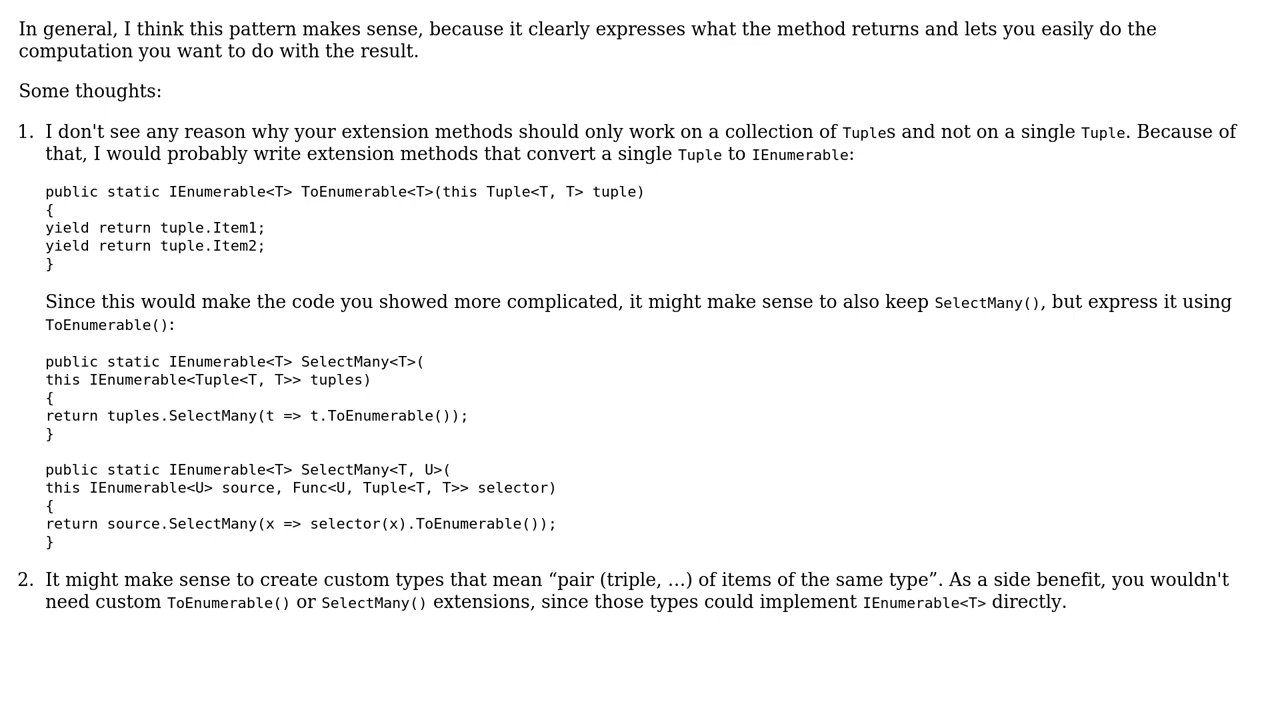 In general, I think this pattern makes sense, because it clearly expresses what the method returns and lets you easily do the
computation you want to do with the result.
Some thoughts:
1. I don't see any reason why your extension methods should only work on a collection of Tuples and not on a single Tuple. Because of
that, I would probably write extension methods that convert a single Tuple to IEnumerable:
public static IEnumerable<T> ToEnumerable<T>(this Tuple<T, T> tuple)
{
yield return tuple.Item1;
yield return tuple.Item2;
}
Since this would make the code you showed more complicated, it might make sense to also keep SelectMany(), but express it using
ToEnumerable():
public static IEnumerable<T> SelectMany<T>(
this IEnumerable<Tuple<T, T>> tuples)
{
return tuples.SelectMany(t => t.ToEnumerable());
}
public static IEnumerable<T> SelectMany<T, U>(
this IEnumerable<U> source, Func<U, Tuple<T, T>> selector)
{
return source.SelectMany(x => selector(x).ToEnumerable());
}
2. It might make sense to create custom types that mean “pair (triple, …) of items of the same type”. As a side benefit, you wouldn't
need custom ToEnumerable() or SelectMany() extensions, since those types could implement IEnumerable<T> directly.